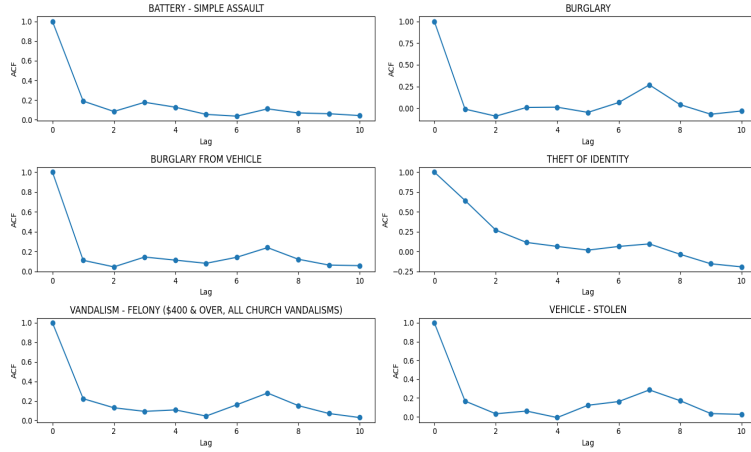 BATTERY - SIMPLE ASSAULT
ACF
1.0
0.8
0.6
0.4
0.2
0.0
0 2 4 6 8 10
Lag
BURGLARY
ACF
1.00
0.75
0.50
0.25
0.00
0 2 4 6 8 10
Lag
BURGLARY FROM VEHICLE
ACF
1.0
0.8
0.6
0.4
0.2
0.0
0 2 4 6 8 10
Lag
THEFT OF IDENTITY
ACF
1.00
0.75
0.50
0.25
0.00
−0.25
0 2 4 6 8 10
Lag
VANDALISM - FELONY ($400 & OVER, ALL CHURCH VANDALISMS)
ACF
1.0
0.8
0.6
0.4
0.2
0.0
0 2 4 6 8 10
Lag
VEHICLE - STOLEN
ACF
1.0
0.8
0.6
0.4
0.2
0.0
0 2 4 6 8 10
Lag